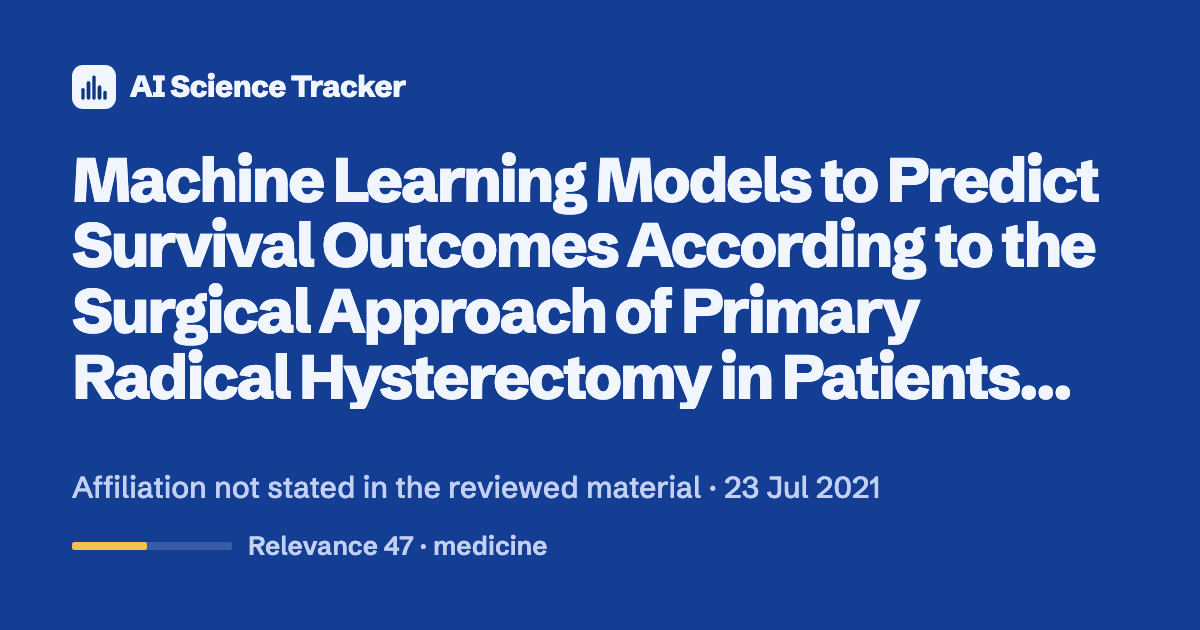 AI Science Tracker
Machine Learning Models to Predict
Survival Outcomes According to the
Surgical Approach of Primary
Radical Hysterectomy in Patients...
Affiliation not stated in the reviewed material · 23 Jul 2021
Relevance 47 · medicine